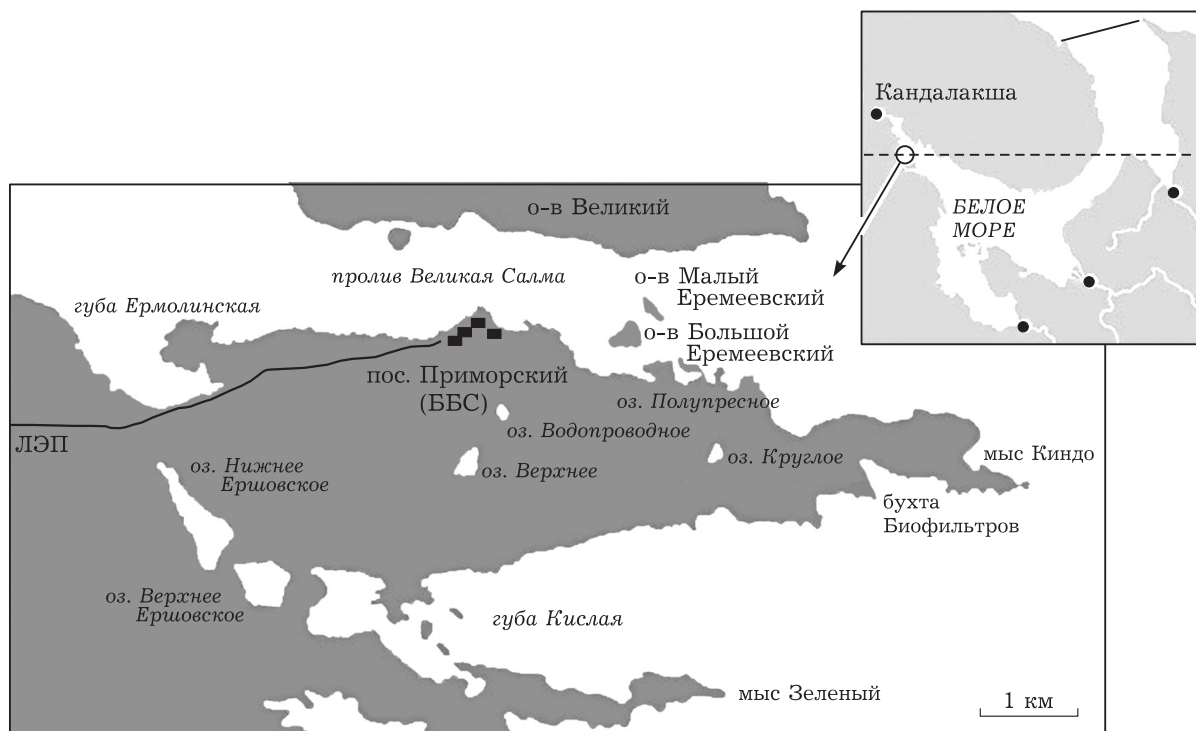 Кандалакша
БЕЛОЕ
МОРЕ
о-в Великий
пролив Великая Салма
губа Ермолинская
о-в Малый
Еремеевский
о-в Большой
Еремеевский
пос. Приморский
(ББС)
оз. Полупресное
оз. Водопроводное
ЛЭП
оз. Нижнее
Ершовское
оз. Верхнее
оз. Круглое
мыс Киндо
бухта
Биофильтров
оз. Верхнее
Ершовское
губа Кислая
мыс Зеленый
1 км